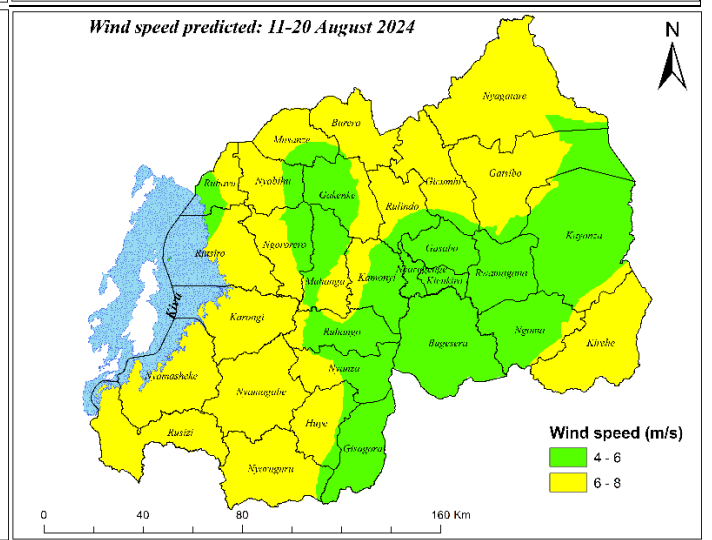 Wind speed predicted: 11-20 August 2024
N
Nyagatare
Burera
Musanze
Gatsibo
Rubavu
Nyabihu
Gakenke
Gicumbi
Rulindo
Kayonza
Ngororero
Gasabo
Rutsiro
Muhanga
Kamonyi
Nyarugenge
Rwamagana
Kicukiro
Kivu
Karongi
Ruhango
Bugesera
Ngoma
Kirehe
Nyamasheke
Nyanza
Nyamagabe
Huye
Rusizi
Gisagara
Nyaruguru
Wind speed (m/s)
4 - 6
6 - 8
0 40 80 160 Km